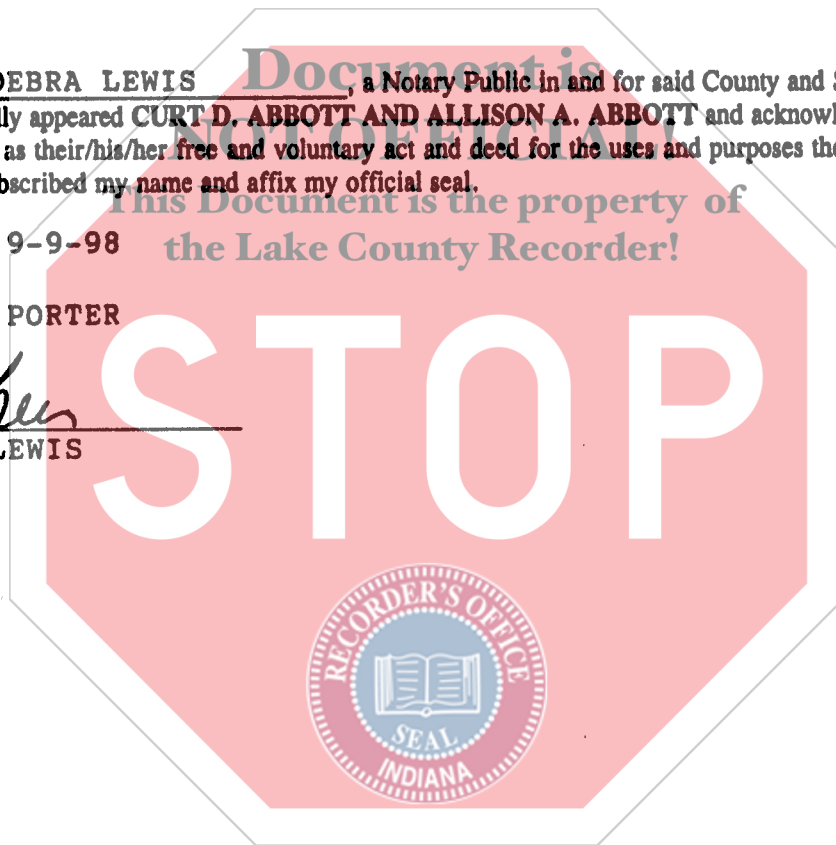 Document is
DEBRA LEWIS, a Notary Public in and for said County and S
NOT OFFICIAL!
lly appeared CURT D. ABBOTT AND ALLISON A. ABBOTT and acknowl
as their/his/her free and voluntary act and deed for the uses and purposes the
bscribed my name and affix my official seal.
This Document is the property of
9-9-98
the Lake County Recorder!
PORTER
STOP
LEWIS
RECORDER'S OFFICE
SEAL
INDIANA